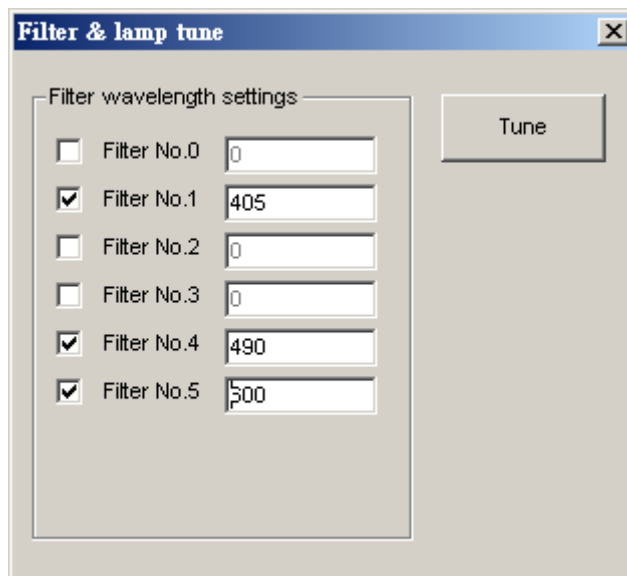 Filter & lamp tune
Filter wavelength settings
Tune
Filter No.0 0
Filter No.1 405
Filter No.2 0
Filter No.3 0
Filter No.4 490
Filter No.5